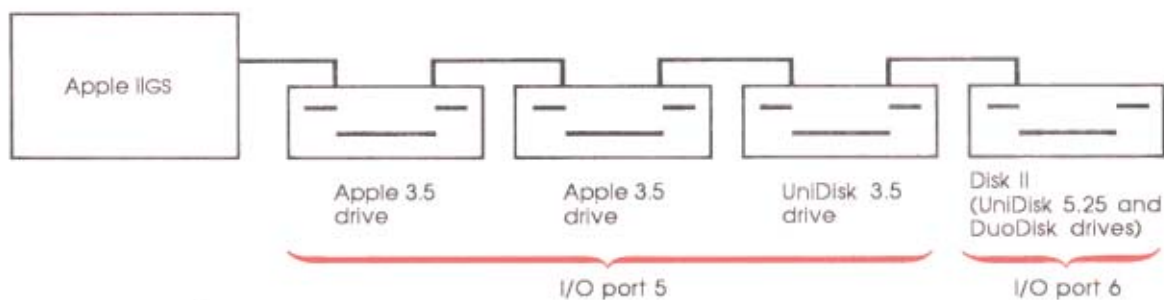 Apple IIGS
Apple 3.5
drive
Apple 3.5
drive
UniDisk 3.5
drive
Disk II
(UniDisk 5.25 and
DuoDisk drives)
I/O port 5
I/O port 6